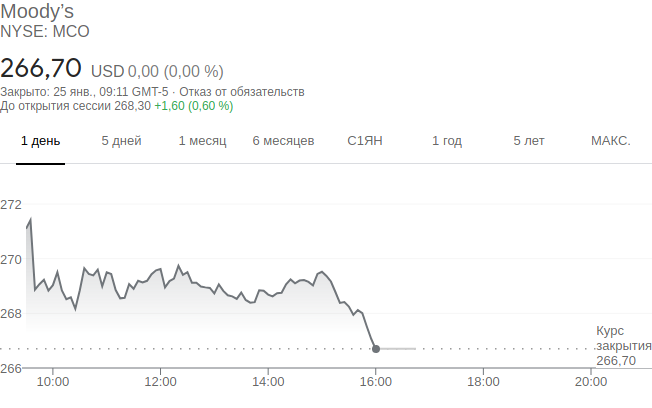 Moody’s
NYSE: MCO
266,70 USD 0,00 (0,00 %)
Закрыто: 25 янв., 09:11 GMT-5 · Отказ от обязательств
До открытия сессии 268,30 +1,60 (0,60 %)
1 день 5 дней 1 месяц 6 месяцев С1ЯН 1 год 5 лет МАКС.
272
270
268
Курс
закрытия
266,70
266
10:00 12:00 14:00 16:00 18:00 20:00